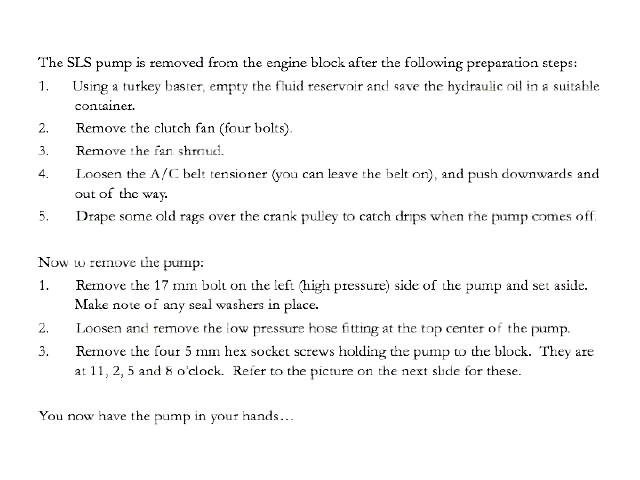 The SLS pump is removed from the engine block after the following preparation steps:
1. Using a turkey baster, empty the fluid reservoir and save the hydraulic oil in a suitable
container.
2. Remove the clutch fan (four bolts).
3. Remove the fan shroud.
4. Loosen the A/C belt tensioner (you can leave the belt on), and push downwards and
out of the way.
5. Drape some old rags over the crank pulley to catch drips when the pump comes off.
Now to remove the pump:
1. Remove the 17 mm bolt on the left (high pressure) side of the pump and set aside.
Make note of any seal washers in place.
2. Loosen and remove the low pressure hose fitting at the top center of the pump.
3. Remove the four 5 mm hex socket screws holding the pump to the block. They are
at 11, 2, 5 and 8 o'clock. Refer to the picture on the next slide for these.
You now have the pump in your hands…